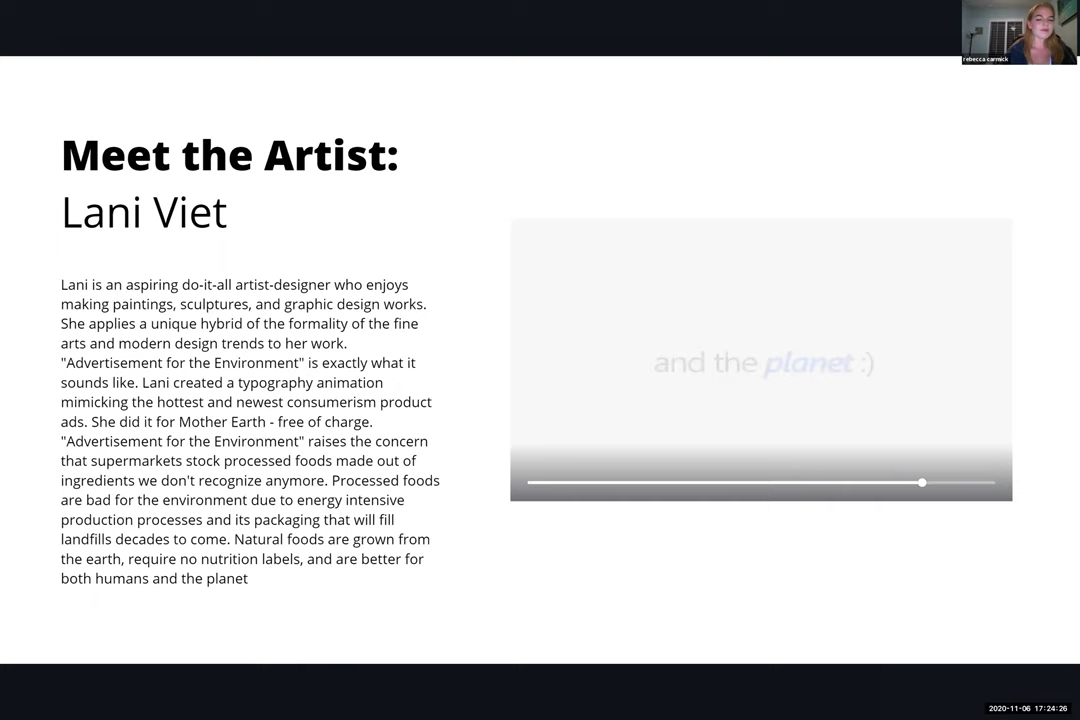 rebecca carmick
Meet the Artist:
Lani Viet
Lani is an aspiring do-it-all artist-designer who enjoys
making paintings, sculptures, and graphic design works.
She applies a unique hybrid of the formality of the fine
arts and modern design trends to her work.
"Advertisement for the Environment" is exactly what it
sounds like. Lani created a typography animation
mimicking the hottest and newest consumerism product
ads. She did it for Mother Earth - free of charge.
"Advertisement for the Environment" raises the concern
that supermarkets stock processed foods made out of
ingredients we don't recognize anymore. Processed foods
are bad for the environment due to energy intensive
production processes and its packaging that will fill
landfills decades to come. Natural foods are grown from
the earth, require no nutrition labels, and are better for
both humans and the planet
and the planet :)
2020-11-06 17:24:26